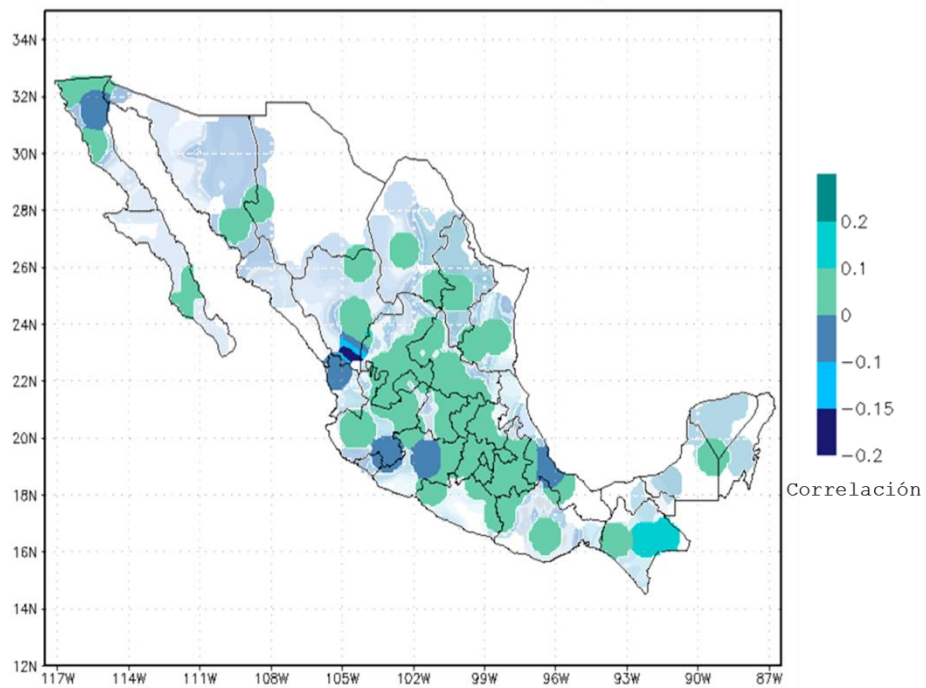 34N
32N
30N
28N
26N
24N
22N
20N
18N
16N
14N
12N
117W 114W 111W 108W 105W 102W 99W 96W 93W 90W 87W
0.2
0.1
0
−0.1
−0.15
−0.2
Correlación